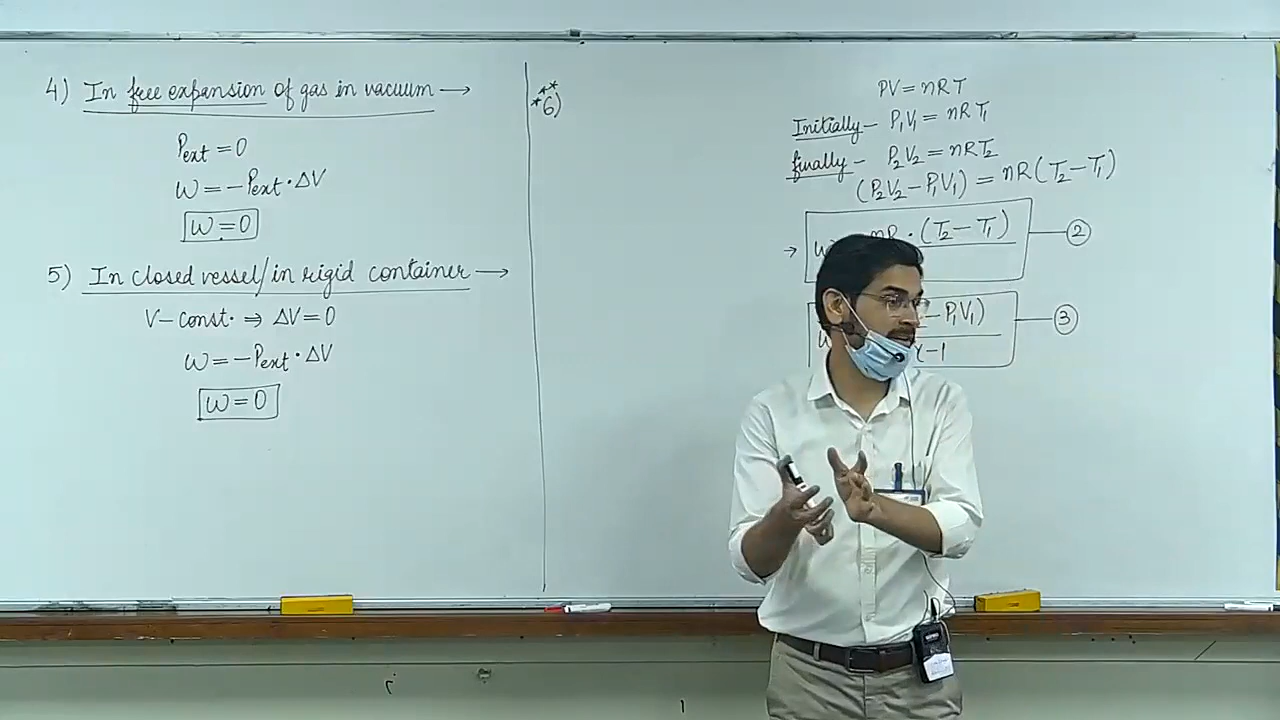 4) In free expansion of gas in vacuum →
Pext = 0
W = −Pext · ΔV
W = 0
5) In closed vessel/in rigid container →
V − const. ⇒ ΔV = 0
W = −Pext · ΔV
W = 0
***6)
PV = nRT
Initially − P₁V₁ = nRT₁
finally − P₂V₂ = nRT₂
(P₂V₂ − P₁V₁) = nR(T₂ − T₁)
→ W nR · (T₂ − T₁) — ②
W − P₁V₁) — ③
−1